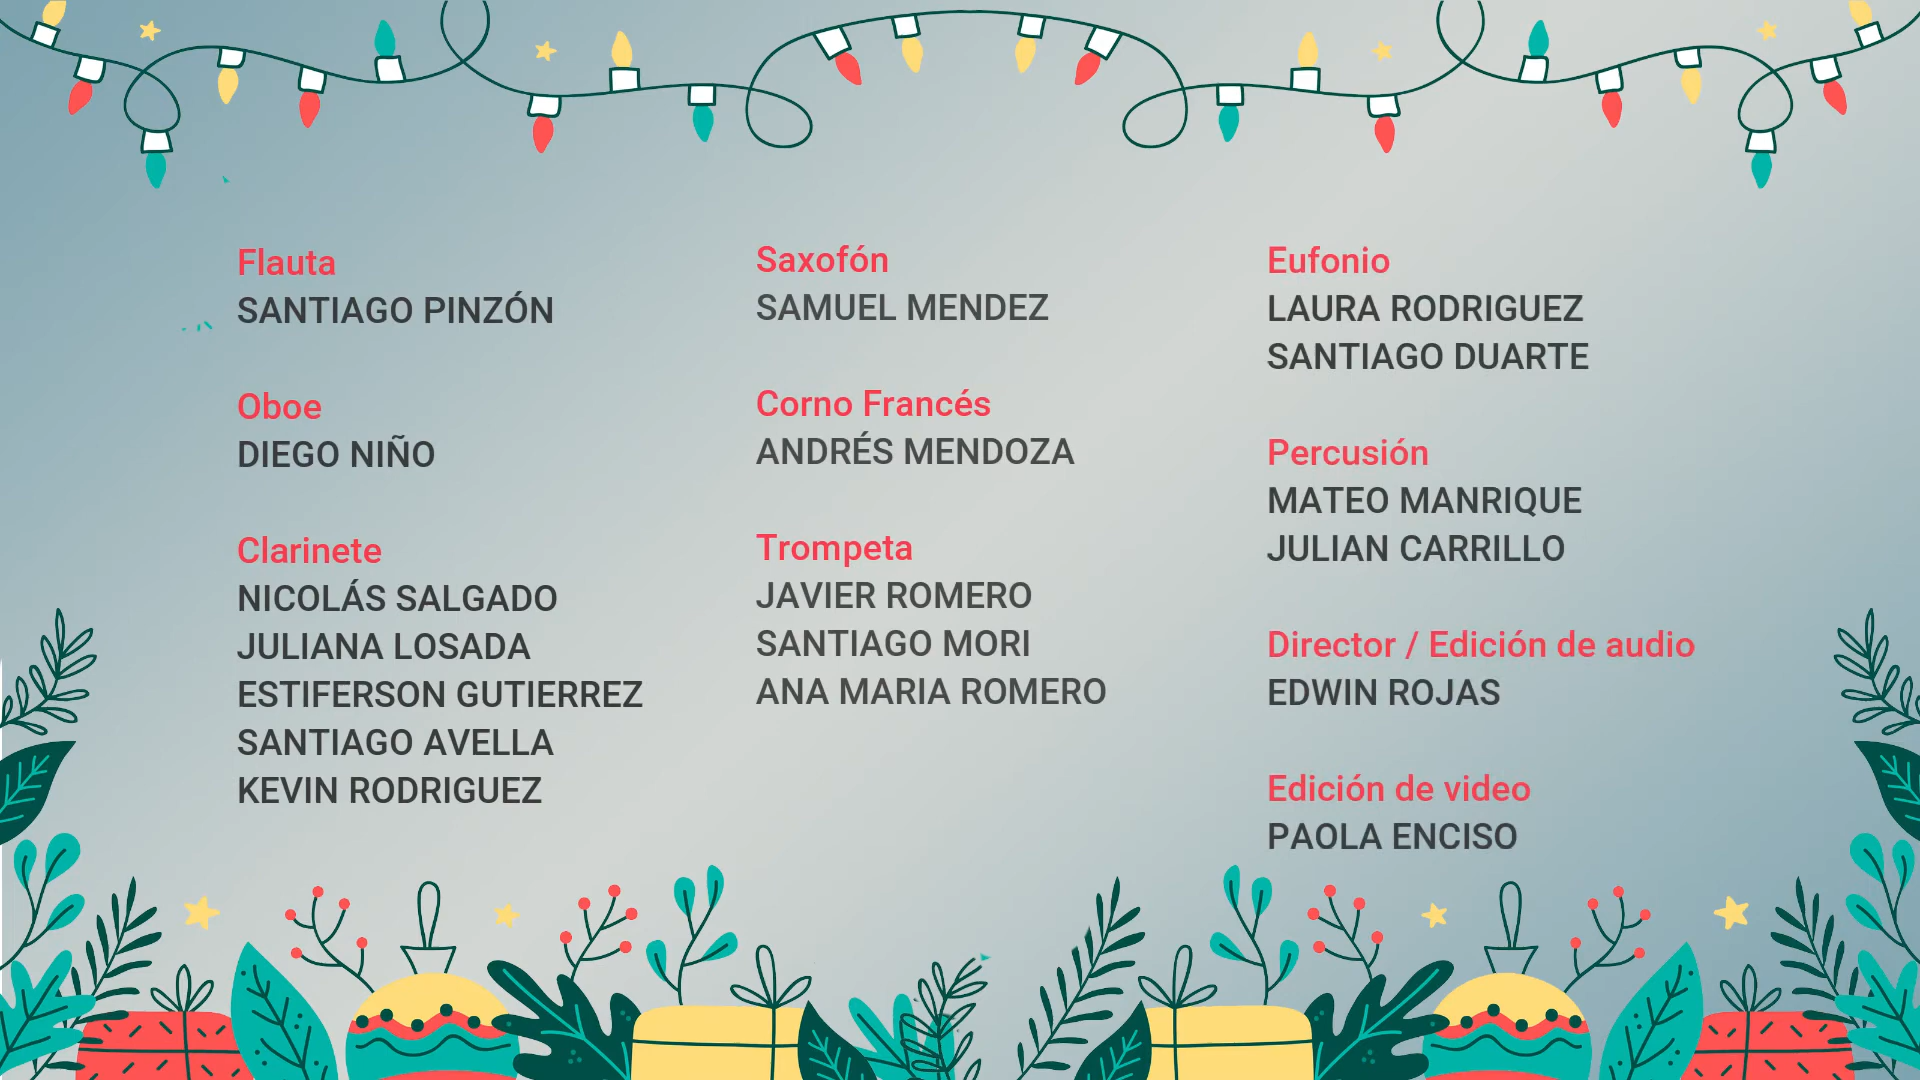 Flauta
SANTIAGO PINZÓN
Oboe
DIEGO NIÑO
Clarinete
NICOLÁS SALGADO
JULIANA LOSADA
ESTIFERSON GUTIERREZ
SANTIAGO AVELLA
KEVIN RODRIGUEZ
Saxofón
SAMUEL MENDEZ
Corno Francés
ANDRÉS MENDOZA
Trompeta
JAVIER ROMERO
SANTIAGO MORI
ANA MARIA ROMERO
Eufonio
LAURA RODRIGUEZ
SANTIAGO DUARTE
Percusión
MATEO MANRIQUE
JULIAN CARRILLO
Director / Edición de audio
EDWIN ROJAS
Edición de video
PAOLA ENCISO